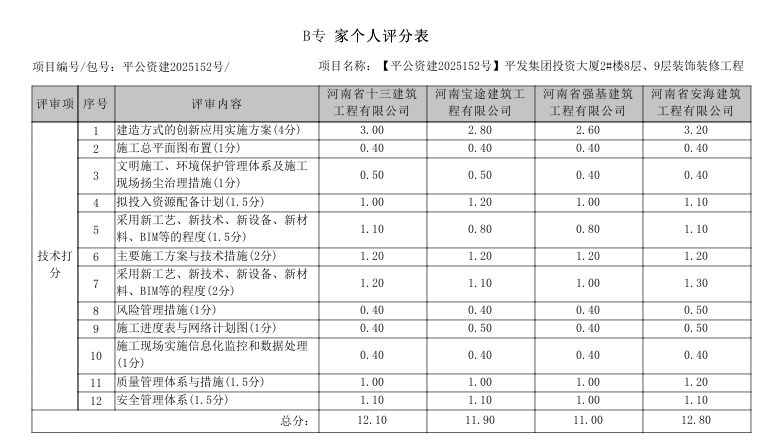 B专 家个人评分表
项目编号/包号: 平公资建2025152号/ 项目名称: 【平公资建2025152号】平发集团投资大厦2#楼8层、9层装饰装修工程
评审项 序号 评审内容 河南省十三建筑工程有限公司 河南宝途建筑工程有限公司 河南省强基建筑工程有限公司 河南省安海建筑工程有限公司
技术打分
1 建造方式的创新应用实施方案(4分) 3.00 2.80 2.60 3.20
2 施工总平面图布置(1分) 0.40 0.40 0.40 0.40
3 文明施工、环境保护管理体系及施工现场扬尘治理措施(1分) 0.50 0.50 0.40 0.40
4 拟投入资源配备计划(1.5分) 1.00 1.20 1.00 1.10
5 采用新工艺、新技术、新设备、新材料、BIM等的程度(1.5分) 1.10 0.80 0.80 1.10
6 主要施工方案与技术措施(2分) 1.20 1.20 1.20 1.20
7 采用新工艺、新技术、新设备、新材料、BIM等的程度(2分) 1.20 1.10 1.00 1.30
8 风险管理措施(1分) 0.40 0.40 0.40 0.50
9 施工进度表与网络计划图(1分) 0.40 0.50 0.40 0.50
10 施工现场实施信息化监控和数据处理(1分) 0.40 0.40 0.40 0.40
11 质量管理体系与措施(1.5分) 1.00 1.00 1.00 1.20
12 安全管理体系(1.5分) 1.10 1.10 1.00 1.10
总分: 12.10 11.90 11.00 12.80